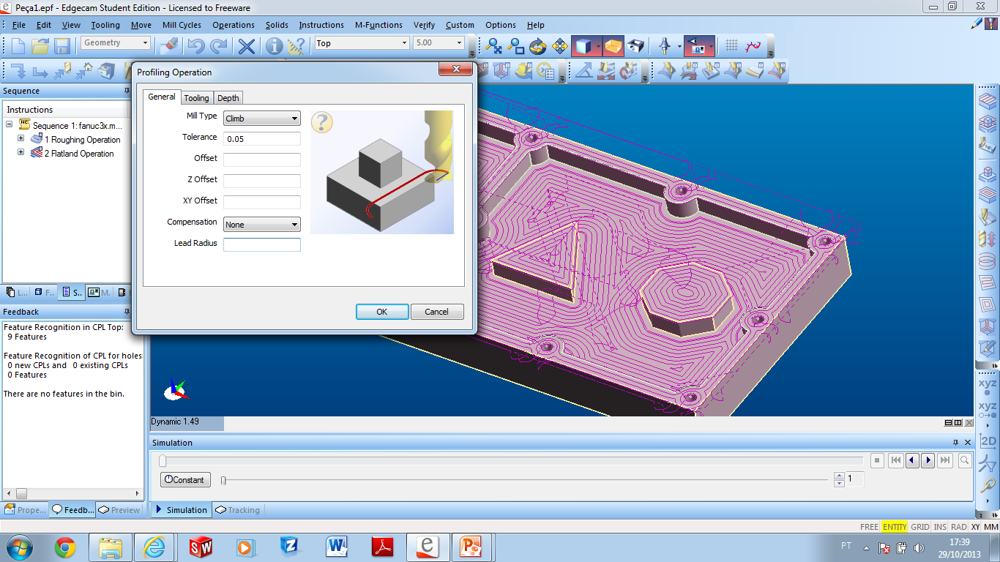 Peça1.epf - Edgecam Student Edition - Licensed to Freeware
File Edit View Tooling Move Mill Cycles Operations Solids Instructions M-Functions Verify Custom Options Help
Geometry Top 5.00
Sequence
Instructions
Sequence 1: fanuc3x.m...
1 Roughing Operation
2 Flatland Operation
L... F... S.. M.
Profiling Operation
General Tooling Depth
Mill Type Climb
Tolerance 0.05
Offset
Z Offset
XY Offset
Compensation None
Lead Radius
OK Cancel
Feedback
Feature Recognition in CPL Top:
9 Features
Feature Recognition of CPL for holes:
0 new CPLs and 0 existing CPLs
0 Features
There are no features in the bin.
Prope... Feedb... Preview
Dynamic 1.49
Simulation
Constant 1
Simulation Tracking
xyz
xyz
2D
FREE ENTITY GRID INS RAD XY MM
PT 17:39
29/10/2013